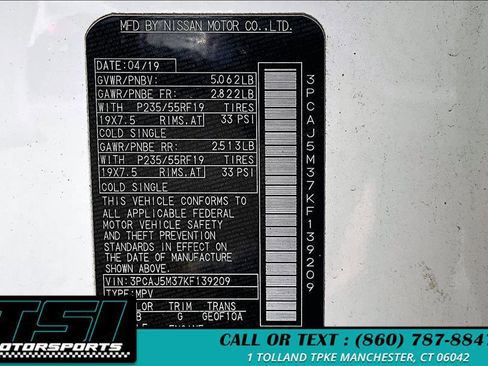 MFD BY NISSAN MOTOR CO.,LTD.
DATE: 04/19
GVWR/PNBV: 5,062LB
GAWR/PNBE FR: 2,822LB
WITH P235/55RF19 TIRES
19X7.5 RIMS,AT 33 PSI
COLD SINGLE
GAWR/PNBE RR: 2,513LB
WITH P235/55RF19 TIRES
19X7.5 RIMS,AT 33 PSI
COLD SINGLE
THIS VEHICLE CONFORMS TO
ALL APPLICABLE FEDERAL
MOTOR VEHICLE SAFETY
AND THEFT PREVENTION
STANDARDS IN EFFECT ON
THE DATE OF MANUFACTURE
SHOWN ABOVE.
VIN: 3PCAJ5M37KF139209
TYPE: MPV
COLOR TRIM TRANS
G GEOF10A
3PCAJ5M37KF139209
TSI
MOTORSPORTS
CALL OR TEXT : (860) 787-8847
1 TOLLAND TPKE MANCHESTER, CT 06042